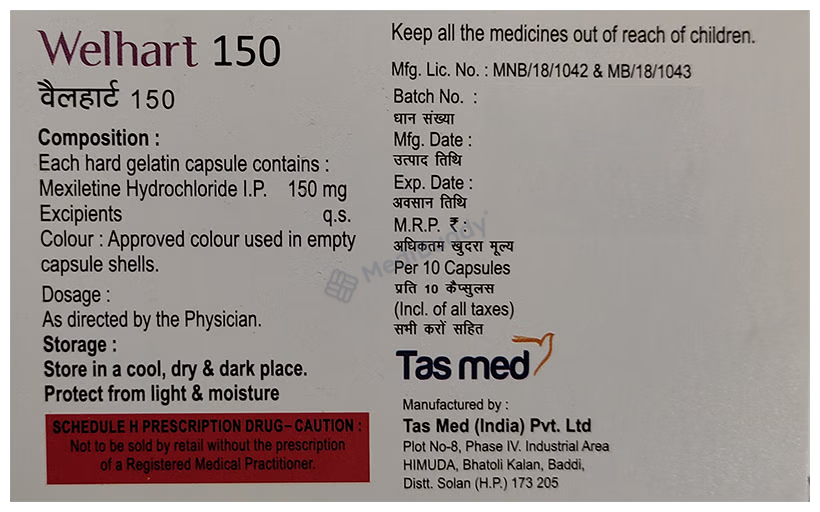 Welhart 150
वैलहार्ट 150
Composition :
Each hard gelatin capsule contains :
Mexiletine Hydrochloride I.P. 150 mg
Excipients q.s.
Colour : Approved colour used in empty
capsule shells.
Dosage :
As directed by the Physician.
Storage :
Store in a cool, dry & dark place.
Protect from light & moisture
SCHEDULE H PRESCRIPTION DRUG – CAUTION :
Not to be sold by retail without the prescription
of a Registered Medical Practitioner.
Keep all the medicines out of reach of children.
Mfg. Lic. No. : MNB/18/1042 & MB/18/1043
Batch No. :
धान संख्या
Mfg. Date :
उत्पाद तिथि
Exp. Date :
अवसान तिथि
M.R.P. ₹ :
अधिकतम खुदरा मूल्य
Per 10 Capsules
प्रति 10 कैप्सुलस
(Incl. of all taxes)
सभी करों सहित
MediBuddy
Tas med
Manufactured by :
Tas Med (India) Pvt. Ltd
Plot No-8, Phase IV. Industrial Area
HIMUDA, Bhatoli Kalan, Baddi,
Distt. Solan (H.P.) 173 205